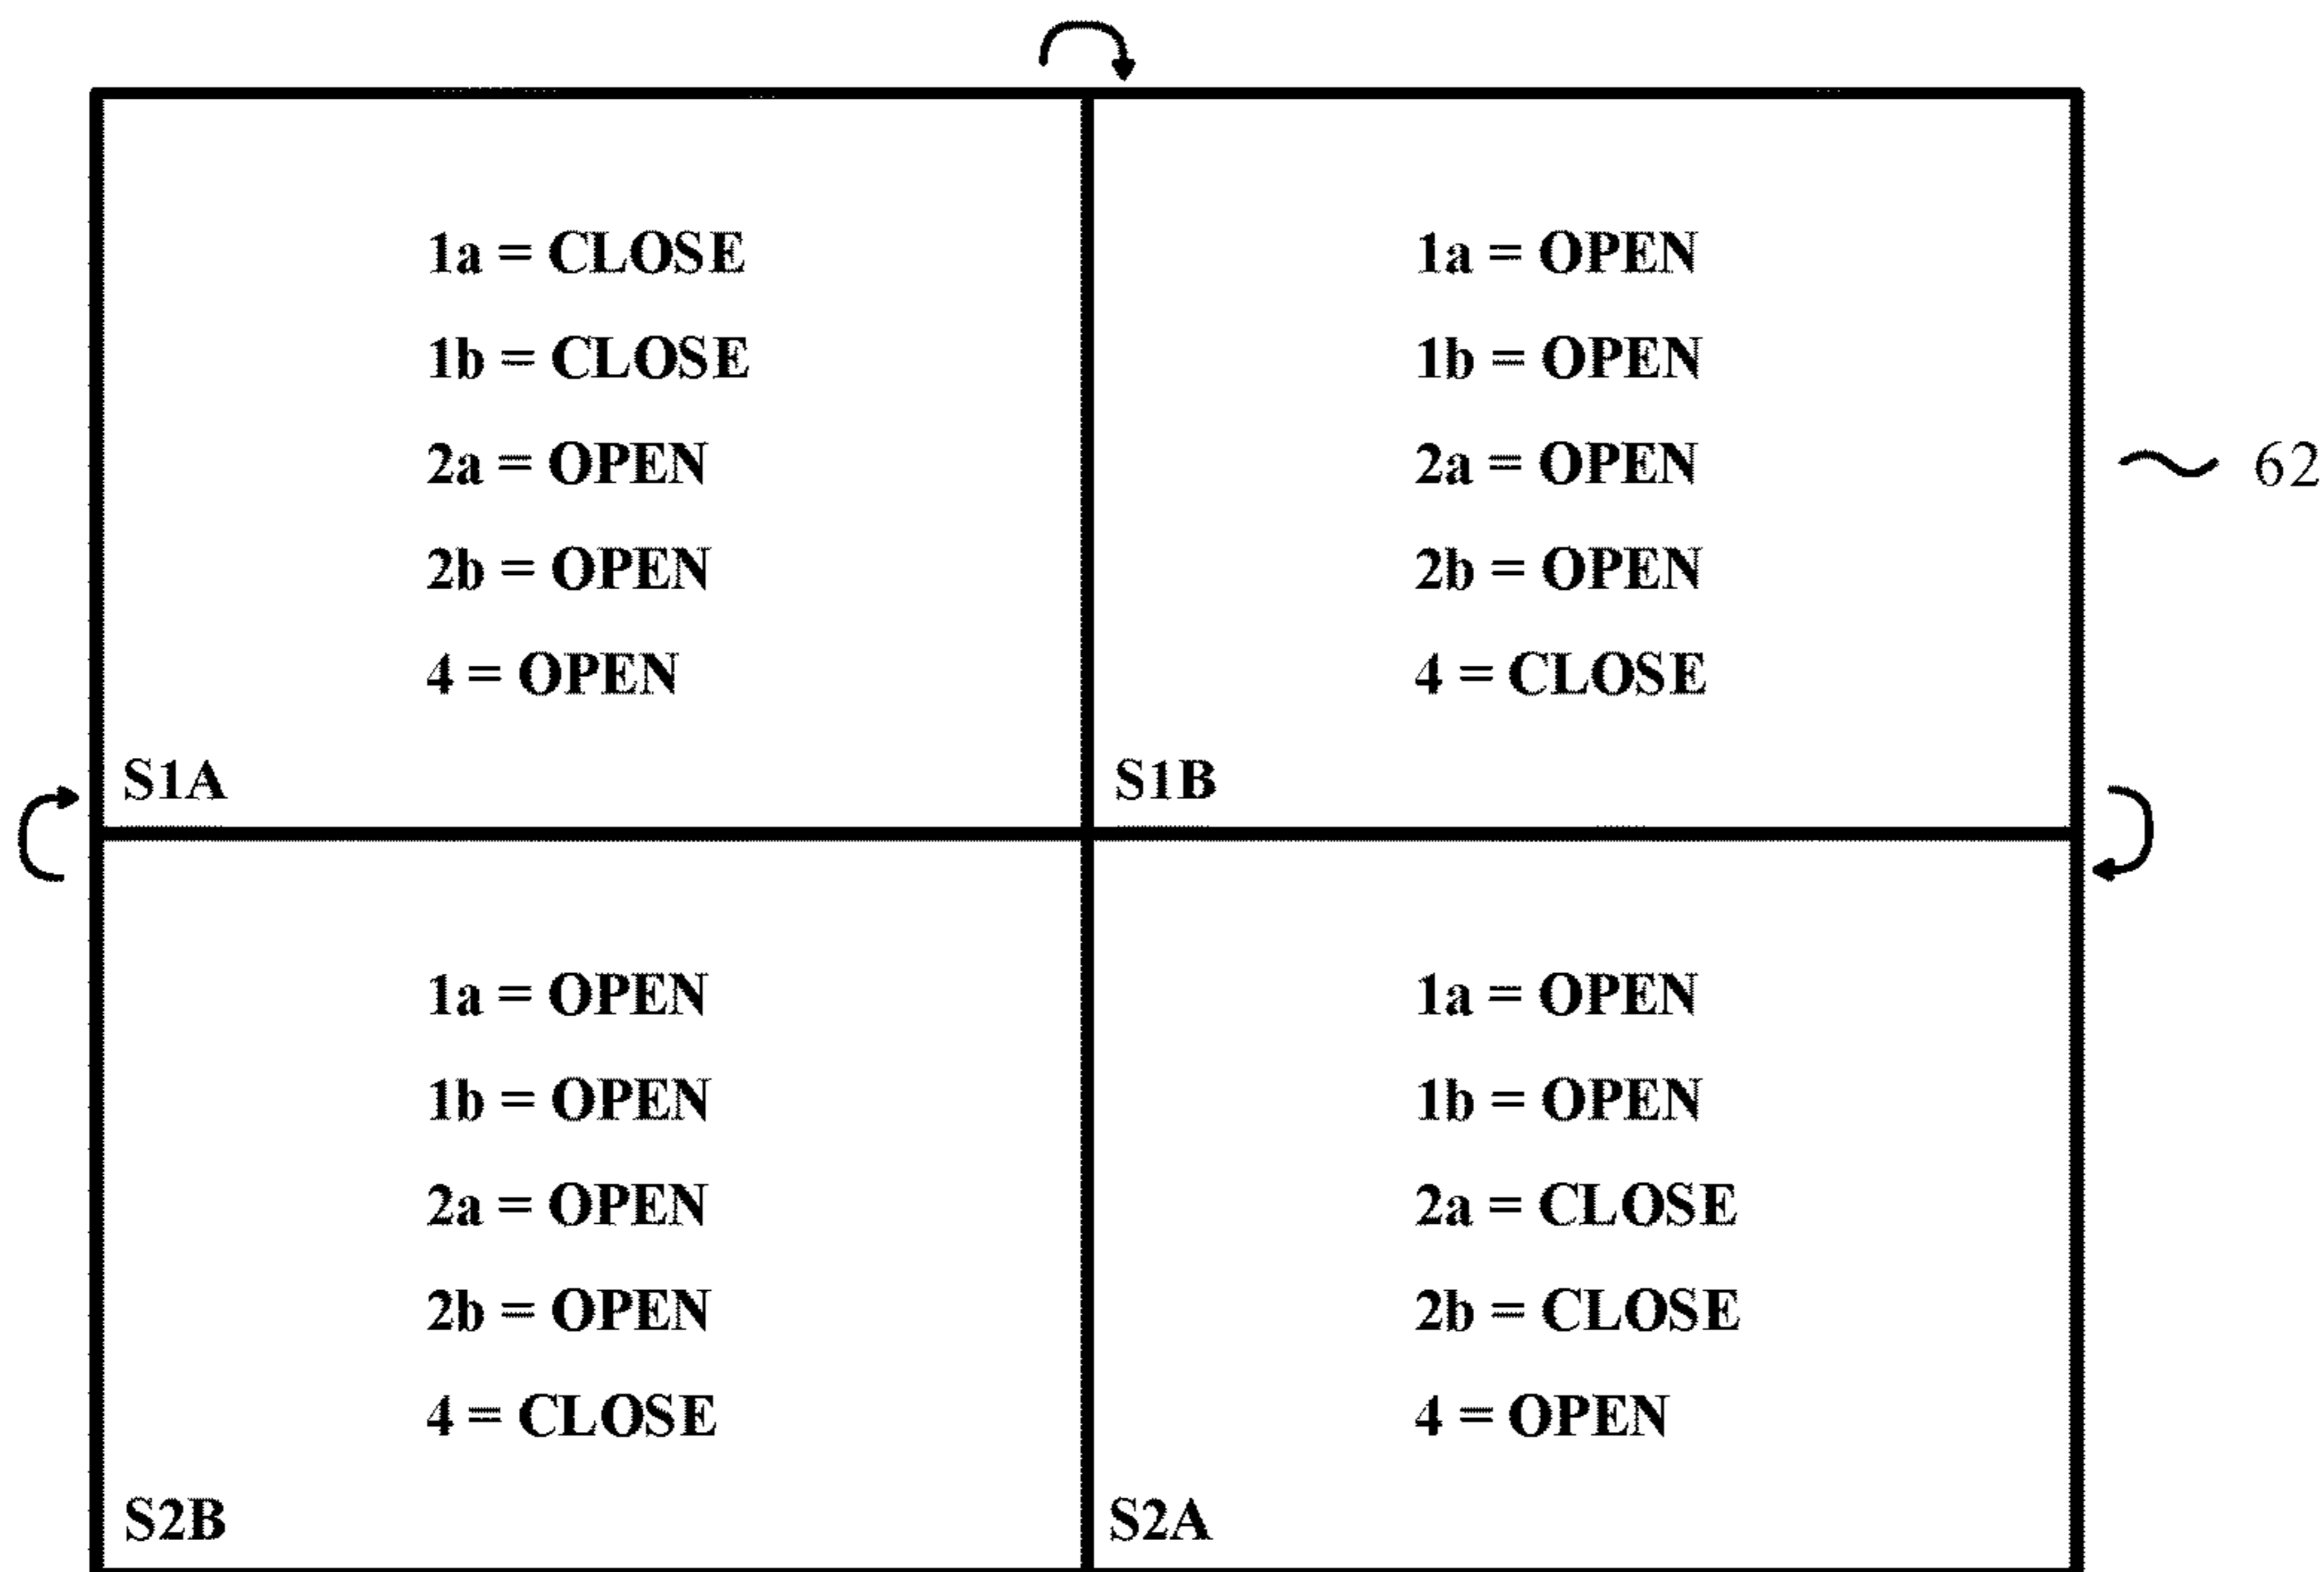 1a = CLOSE
1b = CLOSE
2a = OPEN
2b = OPEN
4 = OPEN
S1A
1a = OPEN
1b = OPEN
2a = OPEN
2b = OPEN
4 = CLOSE
S1B
62
1a = OPEN
1b = OPEN
2a = OPEN
2b = OPEN
4 = CLOSE
S2B
1a = OPEN
1b = OPEN
2a = CLOSE
2b = CLOSE
4 = OPEN
S2A